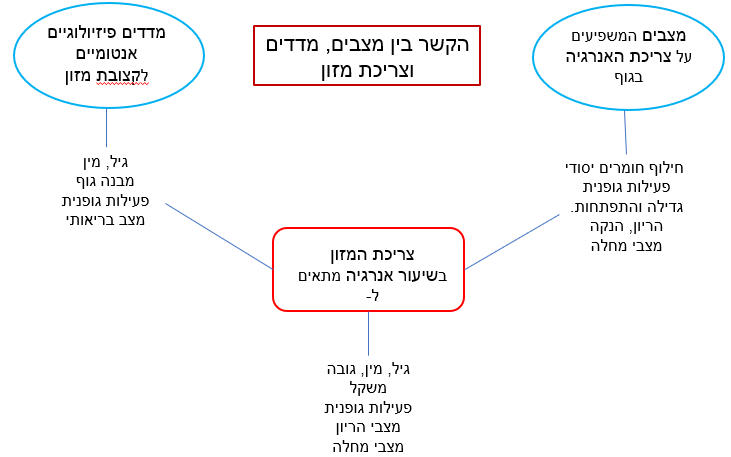 הקשר בין מצבים, מדדים
וצריכת מזון
מצבים המשפיעים
על צריכת האנרגיה
בגוף
חילוף חומרים יסודי
פעילות גופנית
גדילה והתפתחות.
הריון, הנקה
מצבי מחלה
מדדים פיזיולוגיים
אנטומיים
לקצובת מזון
גיל, מין
מבנה גוף
פעילות גופנית
מצב בריאותי
צריכת המזון
בשיעור אנרגיה מתאים
ל-
גיל, מין, גובה
משקל
פעילות גופנית
מצבי הריון
מצבי מחלה